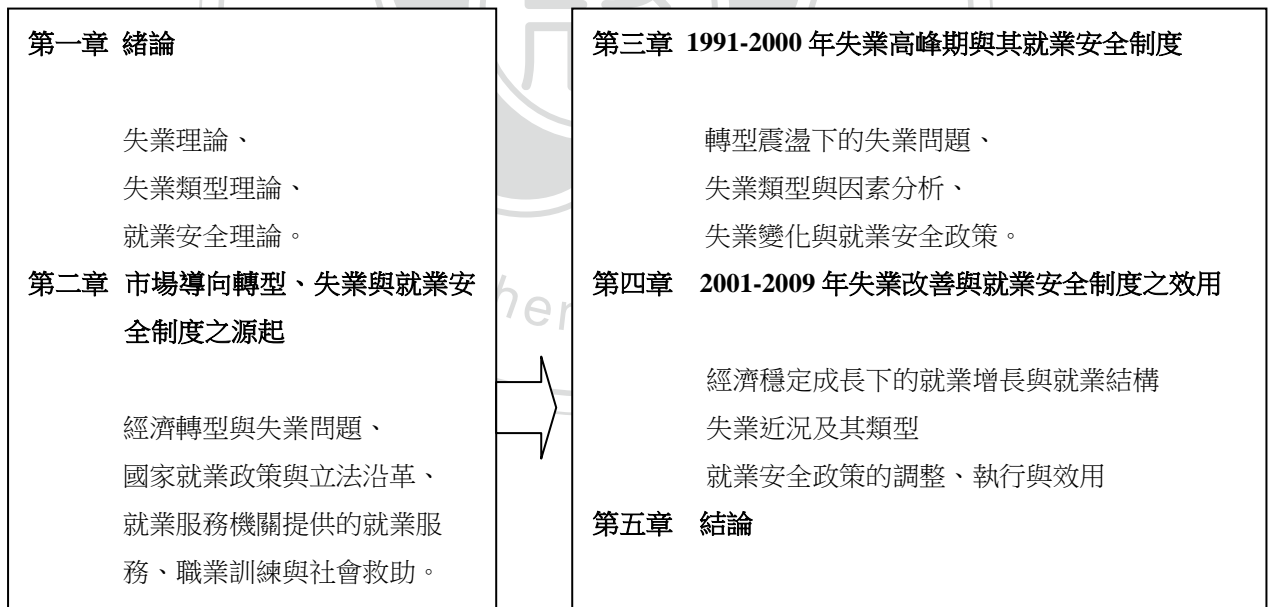 第一章 緒論
失業理論、
失業類型理論、
就業安全理論。
第二章 市場導向轉型、失業與就業安
全制度之源起
經濟轉型與失業問題、
國家就業政策與立法沿革、
就業服務機關提供的就業服
務、職業訓練與社會救助。
第三章 1991-2000 年失業高峰期與其就業安全制度
轉型震盪下的失業問題、
失業類型與因素分析、
失業變化與就業安全政策。
第四章 2001-2009 年失業改善與就業安全制度之效用
經濟穩定成長下的就業增長與就業結構
失業近況及其類型
就業安全政策的調整、執行與效用
第五章 結論